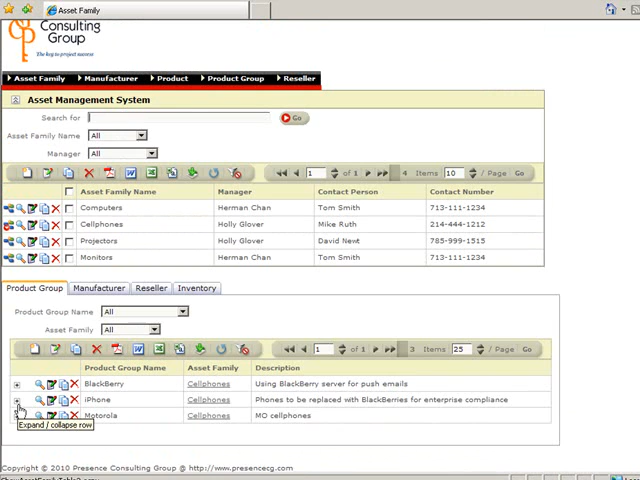 Asset Family
Consulting
Group
The key to project success
Asset Family Manufacturer Product Product Group Reseller
Asset Management System
Search for Go
Asset Family Name All
Manager All
1 of 1 4 Items 10 / Page Go
Asset Family Name Manager Contact Person Contact Number
Computers Herman Chan Tom Smith 713-111-1234
Cellphones Holly Glover Mike Ruth 214-444-1212
Projectors Holly Glover David Newt 785-999-1515
Monitors Herman Chan Tom Smith 713-111-1234
Product Group Manufacturer Reseller Inventory
Product Group Name All
Asset Family All
1 of 1 3 Items 25 / Page Go
Product Group Name Asset Family Description
BlackBerry Cellphones Using BlackBerry server for push emails
iPhone Cellphones Phones to be replaced with BlackBerries for enterprise compliance
Motorola Cellphones MO cellphones
Expand / collapse row
Copyright © 2010 Presence Consulting Group @ http://www.presencecg.com